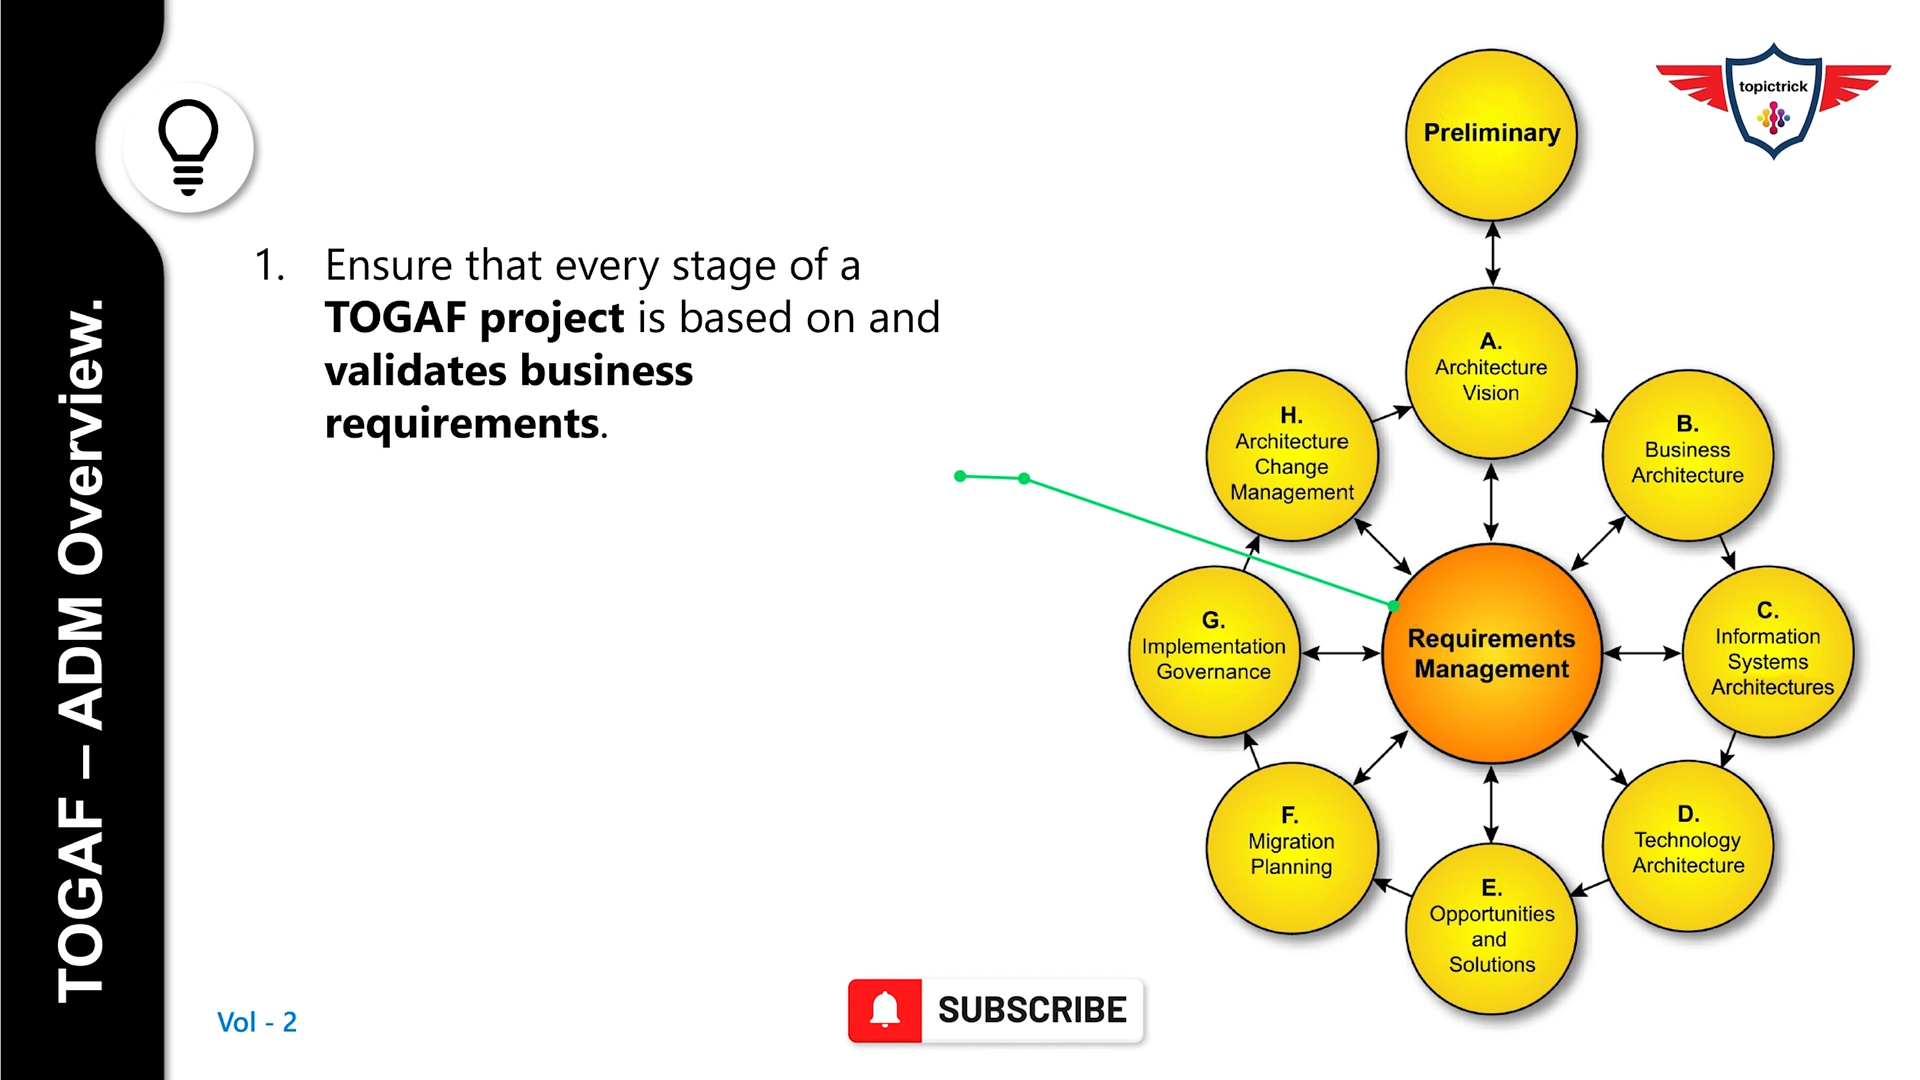 TOGAF – ADM Overview.
1. Ensure that every stage of a
TOGAF project is based on and
validates business
requirements.
Vol - 2
SUBSCRIBE
topictrick
Preliminary
A.
Architecture
Vision
B.
Business
Architecture
C.
Information
Systems
Architectures
D.
Technology
Architecture
E.
Opportunities
and
Solutions
F.
Migration
Planning
G.
Implementation
Governance
H.
Architecture
Change
Management
Requirements
Management